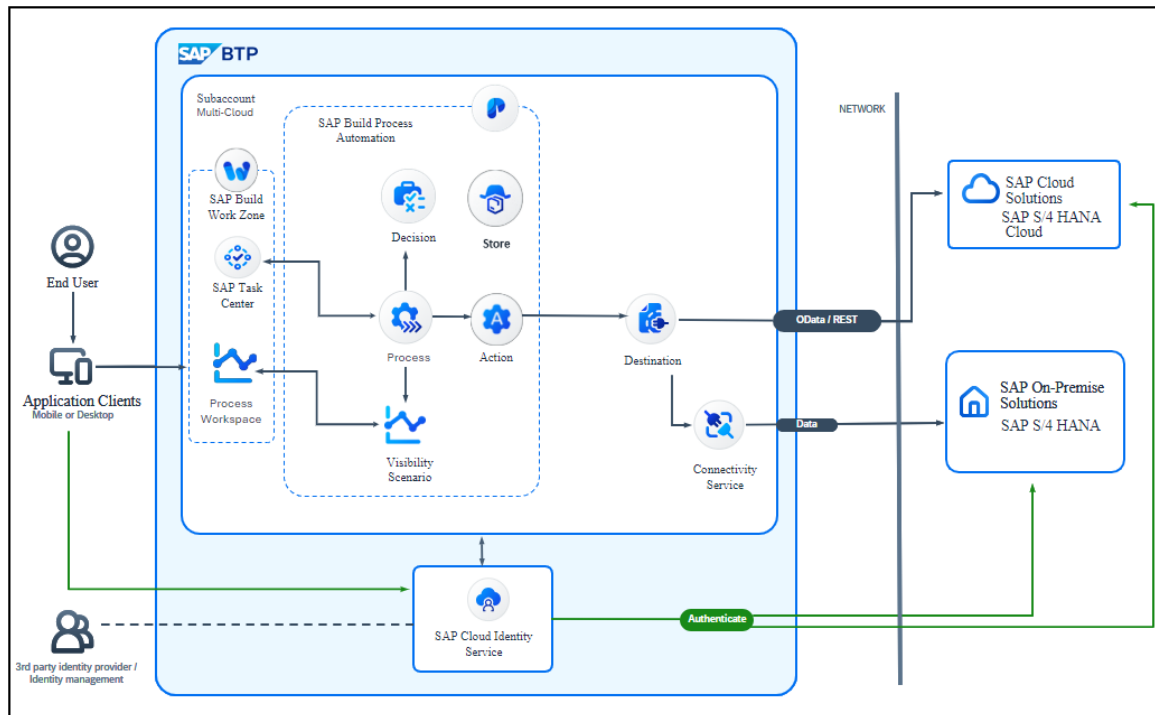 SAP BTP
Subaccount
Multi-Cloud
SAP Build Process
Automation
NETWORK
SAP Build
Work Zone
Decision
Store
SAP Cloud
Solutions
SAP S/4 HANA
Cloud
End User
SAP Task
Center
Process
Action
Destination
OData / REST
Application Clients
Mobile or Desktop
Process
Workspace
SAP On-Premise
Solutions
SAP S/4 HANA
Data
Visibility
Scenario
Connectivity
Service
SAP Cloud Identity
Service
Authenticate
3rd party identity provider /
Identity management